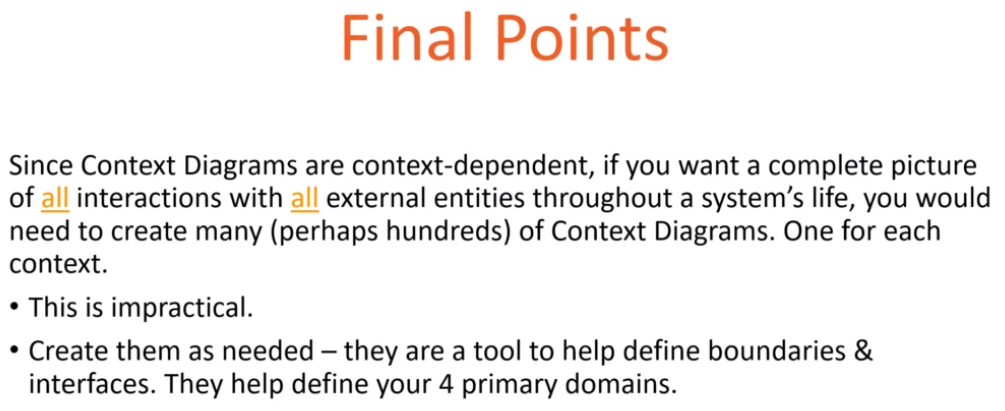 Final Points
Since Context Diagrams are context-dependent, if you want a complete picture
of all interactions with all external entities throughout a system’s life, you would
need to create many (perhaps hundreds) of Context Diagrams. One for each
context.
• This is impractical.
• Create them as needed – they are a tool to help define boundaries &
interfaces. They help define your 4 primary domains.